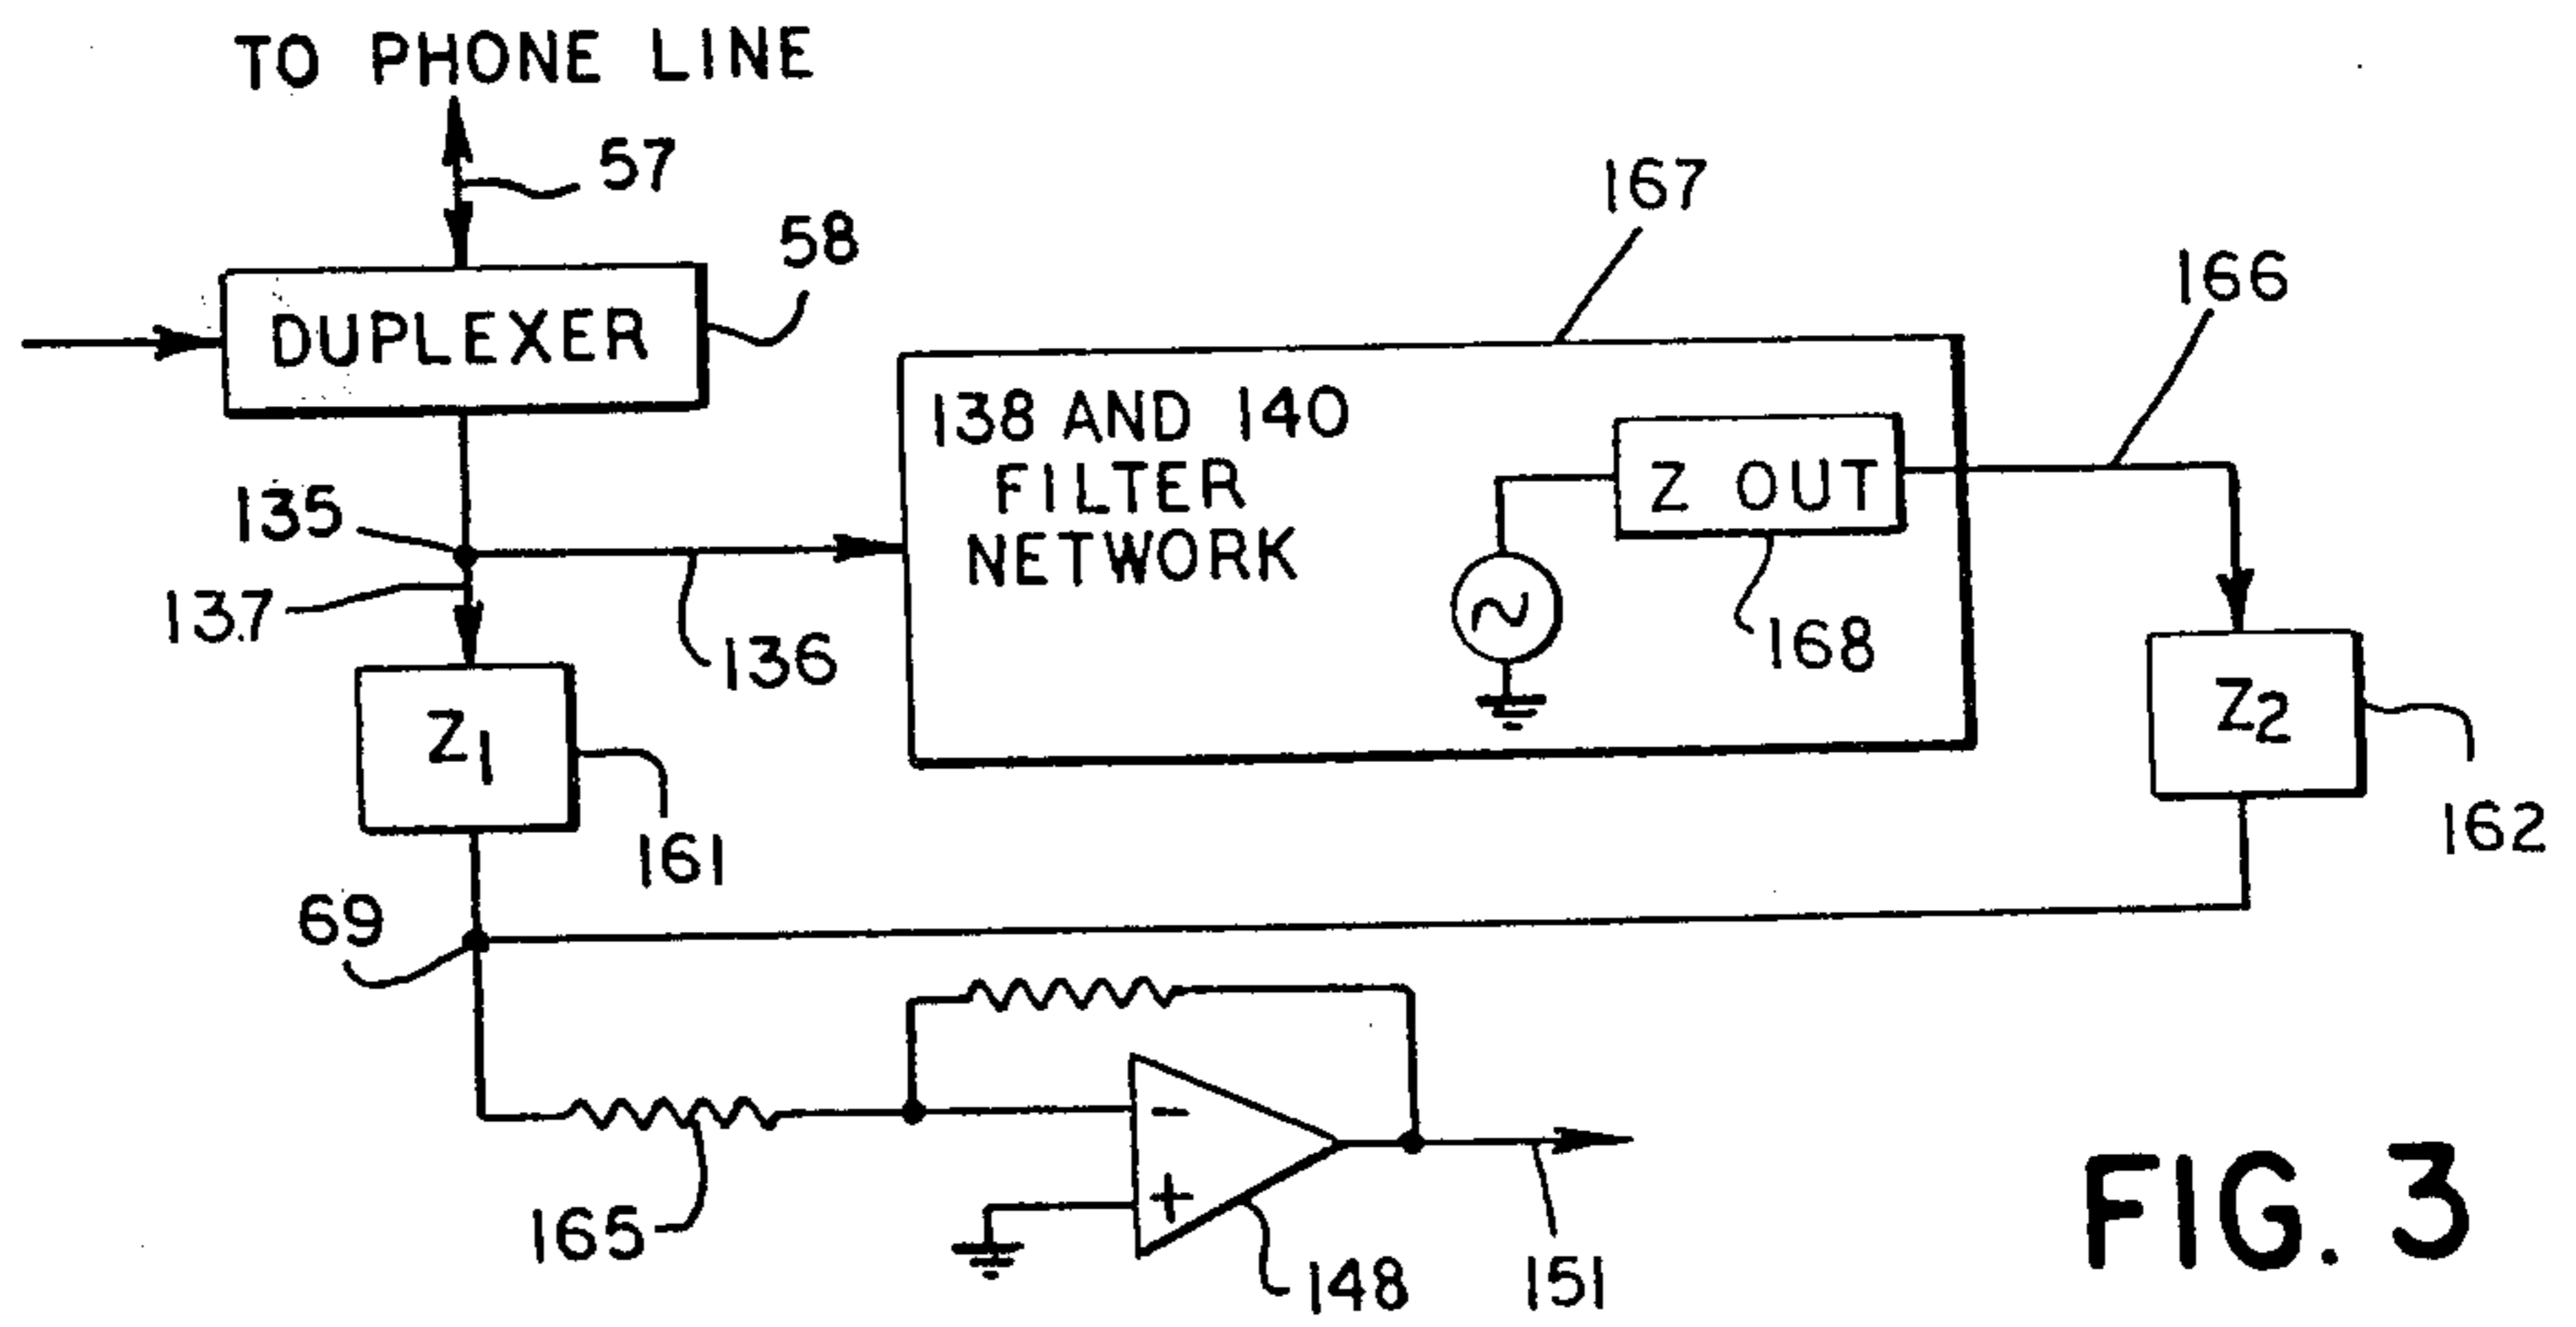 TO PHONE LINE
57
58
DUPLEXER
167
166
138 AND 140
FILTER
NETWORK
Z OUT
168
135
137
136
Z1
161
Z2
162
69
165
-
+
148
151
FIG. 3